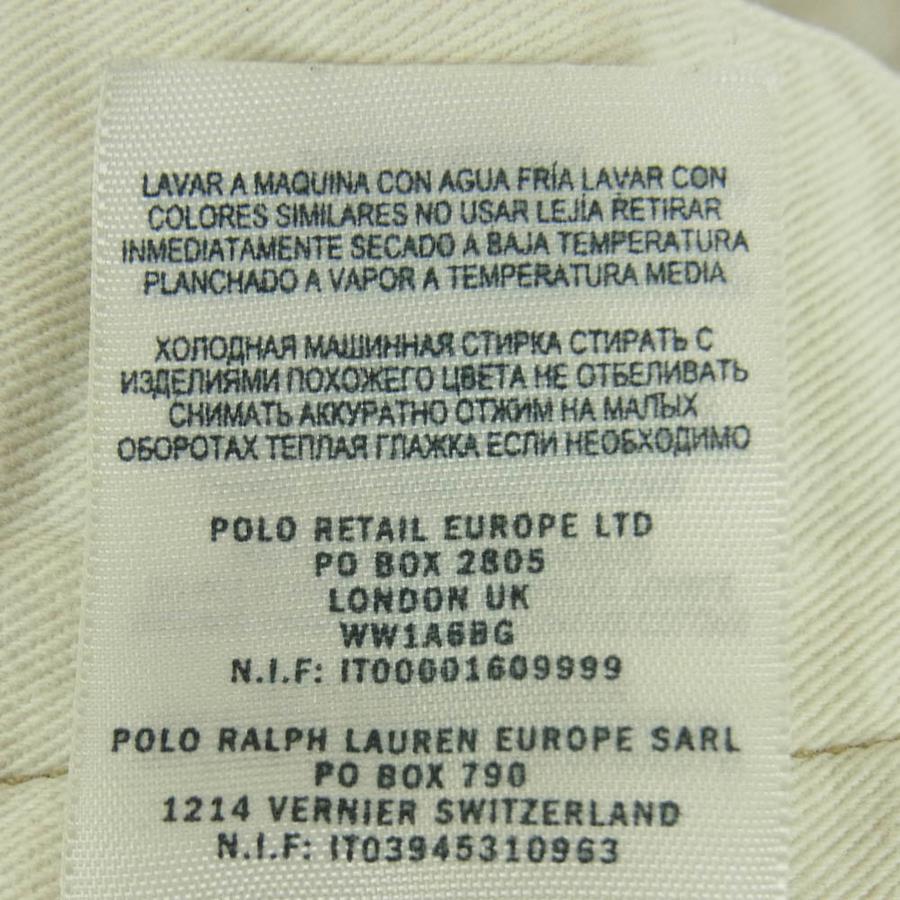 LAVAR A MAQUINA CON AGUA FRÍA LAVAR CON
COLORES SIMILARES NO USAR LEJÍA RETIRAR
INMEDIATAMENTE SECADO A BAJA TEMPERATURA
PLANCHADO A VAPOR A TEMPERATURA MEDIA
ХОЛОДНАЯ МАШИННАЯ СТИРКА СТИРАТЬ С
ИЗДЕЛИЯМИ ПОХОЖЕГО ЦВЕТА НЕ ОТБЕЛИВАТЬ
СНИМАТЬ АККУРАТНО ОТЖИМ НА МАЛЫХ
ОБОРОТАХ ТЕПЛАЯ ГЛАЖКА ЕСЛИ НЕОБХОДИМО
POLO RETAIL EUROPE LTD
PO BOX 2805
LONDON UK
WW1A6BG
N.I.F: IT00001609999
POLO RALPH LAUREN EUROPE SARL
PO BOX 790
1214 VERNIER SWITZERLAND
N.I.F: IT03945310963